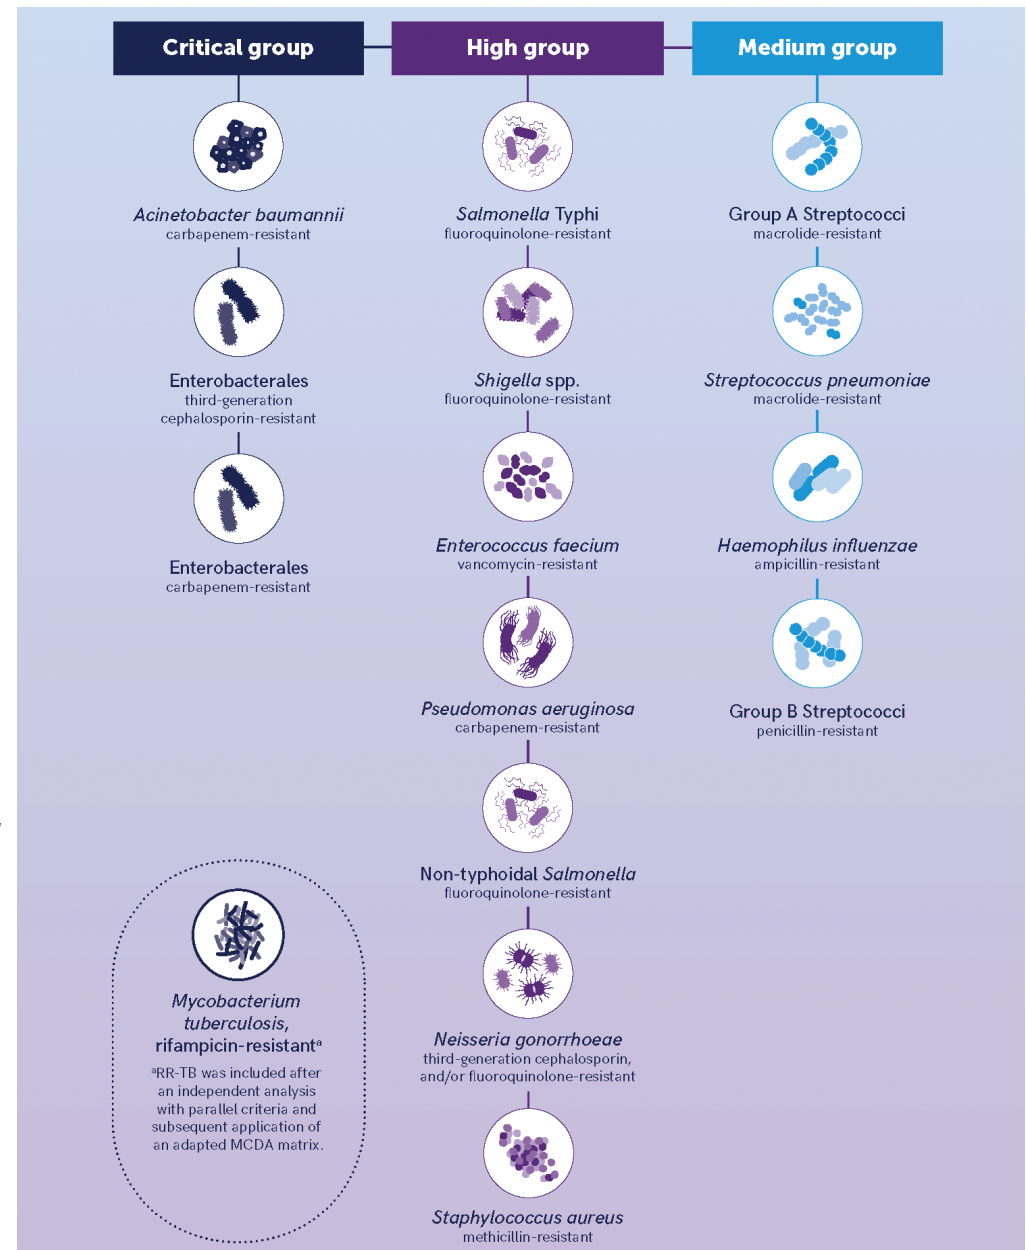 Critical group
High group
Medium group
Acinetobacter baumannii
carbapenem-resistant
Enterobacterales
third-generation
cephalosporin-resistant
Enterobacterales
carbapenem-resistant
Mycobacterium
tuberculosis,
rifampicin-resistantᵃ
ᵃRR-TB was included after
an independent analysis
with parallel criteria and
subsequent application of
an adapted MCDA matrix.
Salmonella Typhi
fluoroquinolone-resistant
Shigella spp.
fluoroquinolone-resistant
Enterococcus faecium
vancomycin-resistant
Pseudomonas aeruginosa
carbapenem-resistant
Non-typhoidal Salmonella
fluoroquinolone-resistant
Neisseria gonorrhoeae
third-generation cephalosporin,
and/or fluoroquinolone-resistant
Staphylococcus aureus
methicillin-resistant
Group A Streptococci
macrolide-resistant
Streptococcus pneumoniae
macrolide-resistant
Haemophilus influenzae
ampicillin-resistant
Group B Streptococci
penicillin-resistant